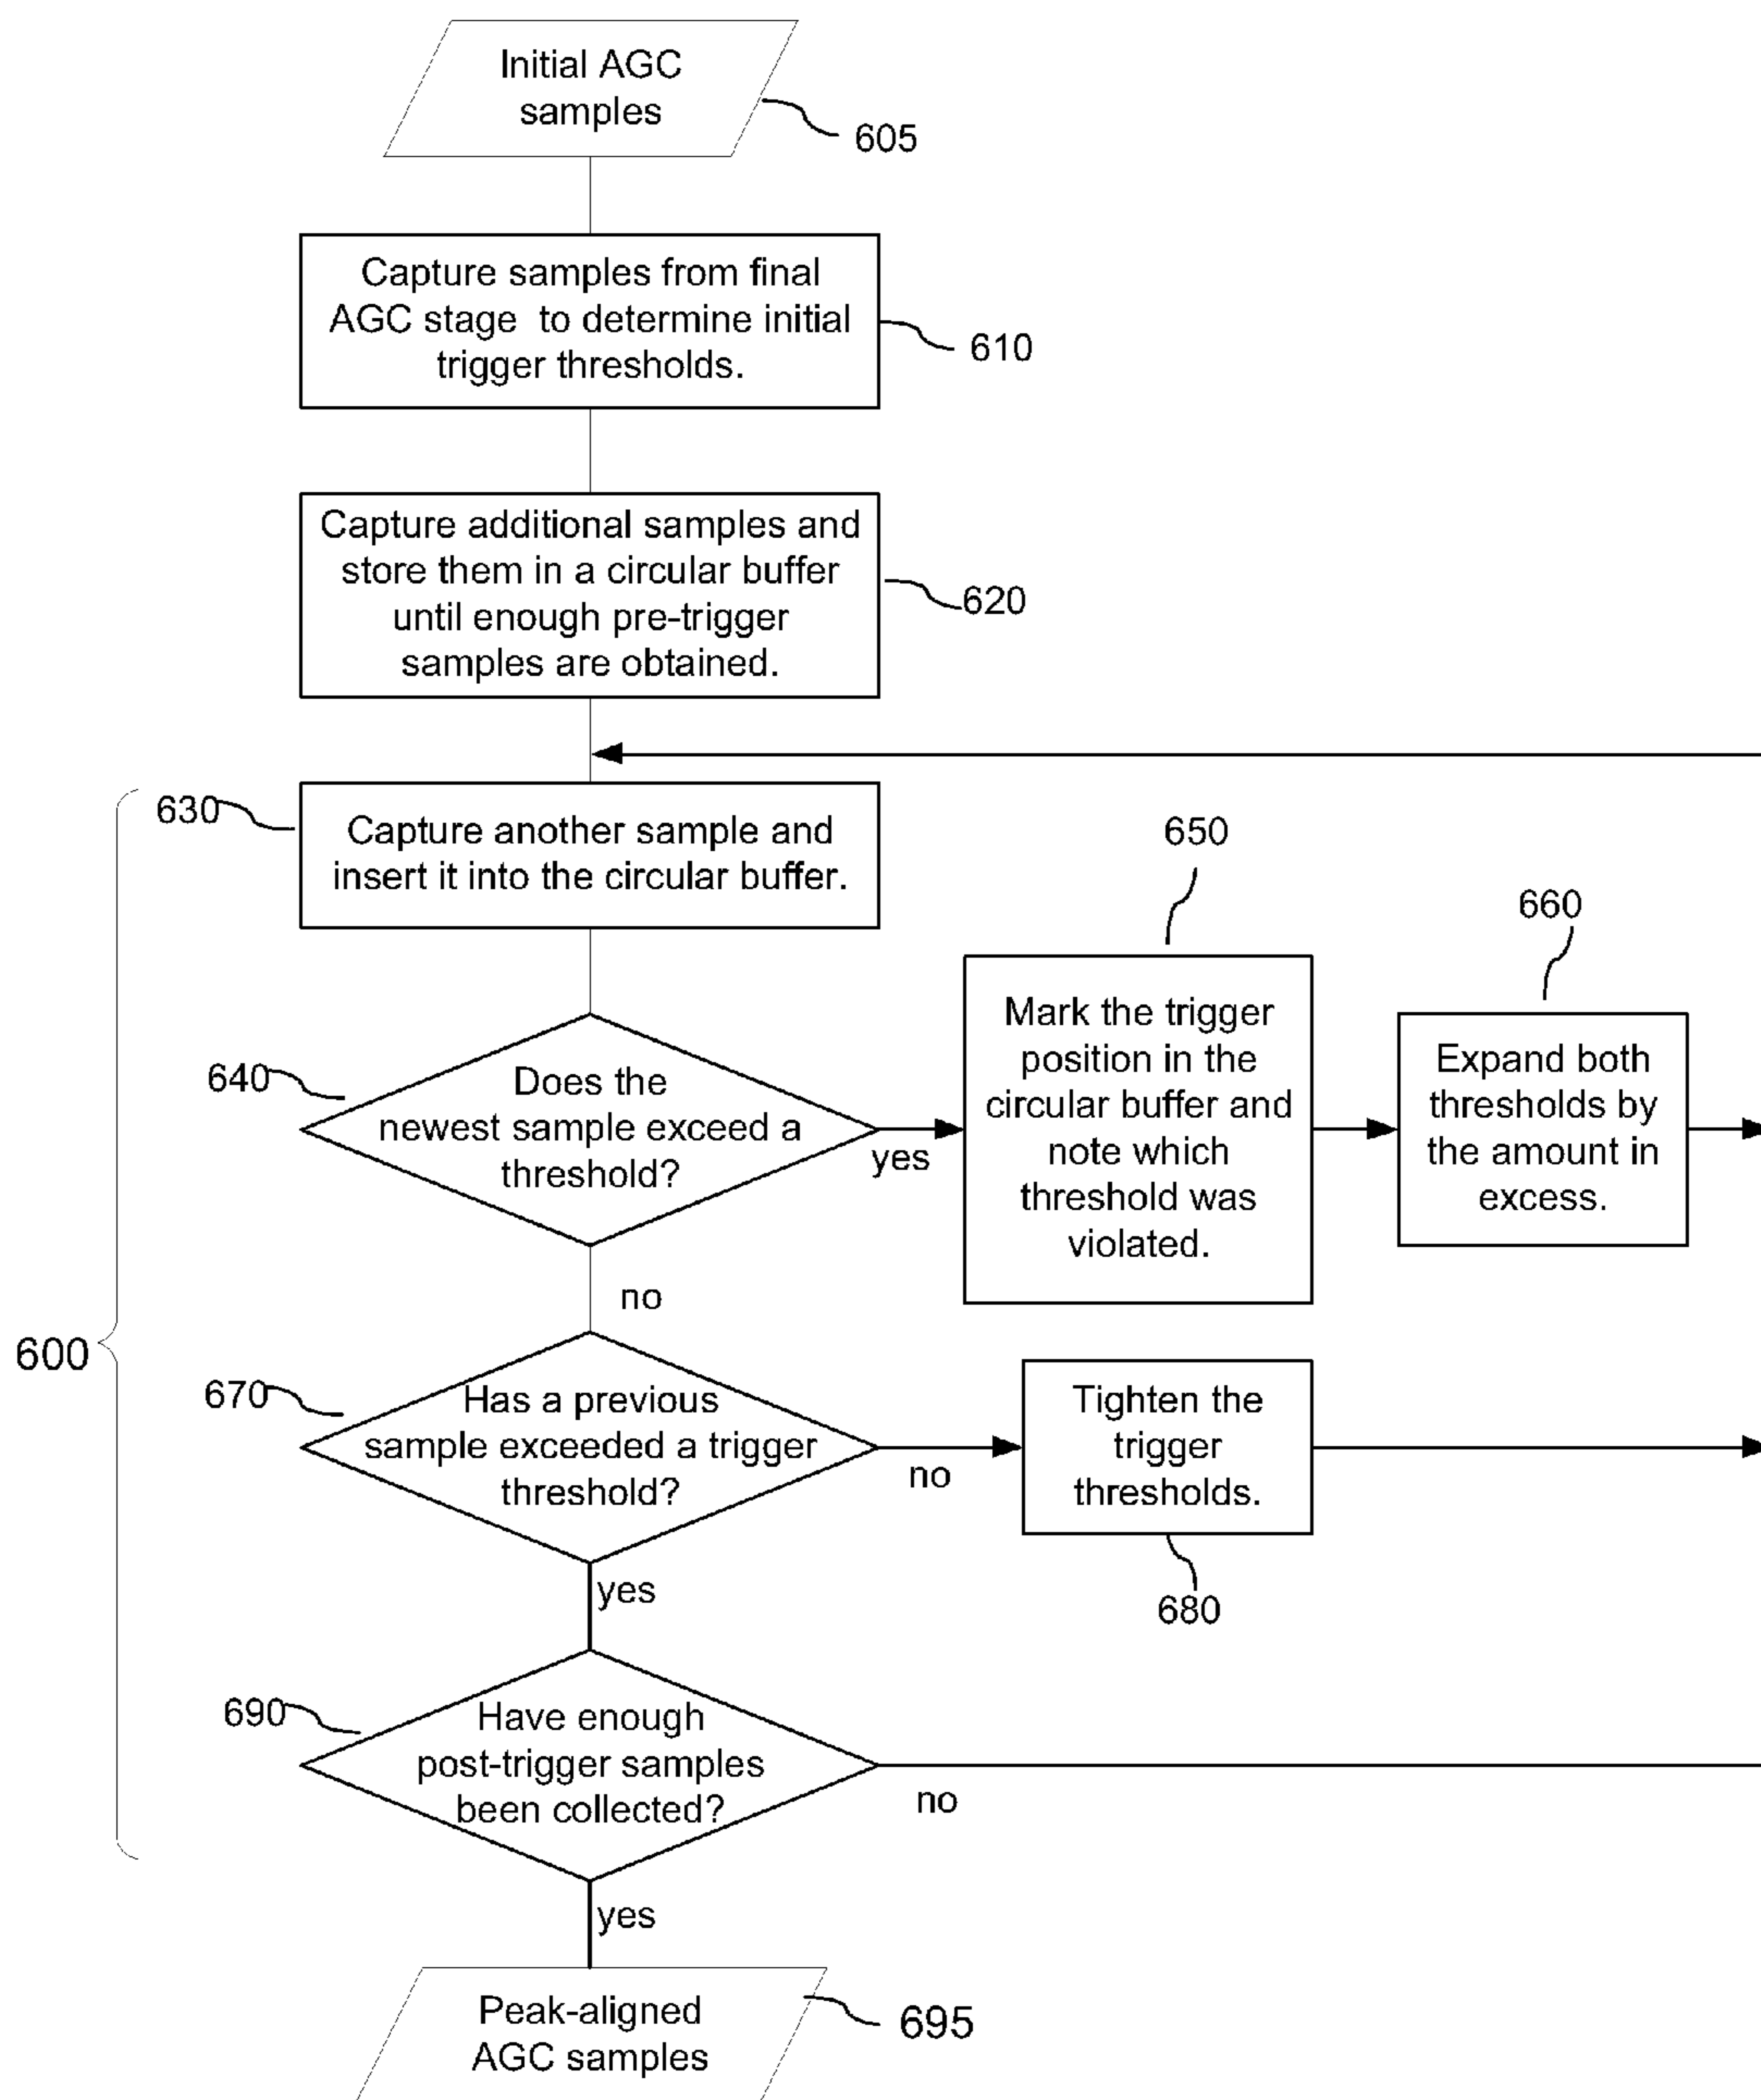 Initial AGC
samples
605
Capture samples from final
AGC stage to determine initial
trigger thresholds.
610
Capture additional samples and
store them in a circular buffer
until enough pre-trigger
samples are obtained.
620
630
Capture another sample and
insert it into the circular buffer.
600
640
Does the
newest sample exceed a
threshold?
yes
no
650
Mark the trigger
position in the
circular buffer and
note which
threshold was
violated.
660
Expand both
thresholds by
the amount in
excess.
670
Has a previous
sample exceeded a trigger
threshold?
no
yes
Tighten the
trigger
thresholds.
680
690
Have enough
post-trigger samples
been collected?
no
yes
Peak-aligned
AGC samples
695